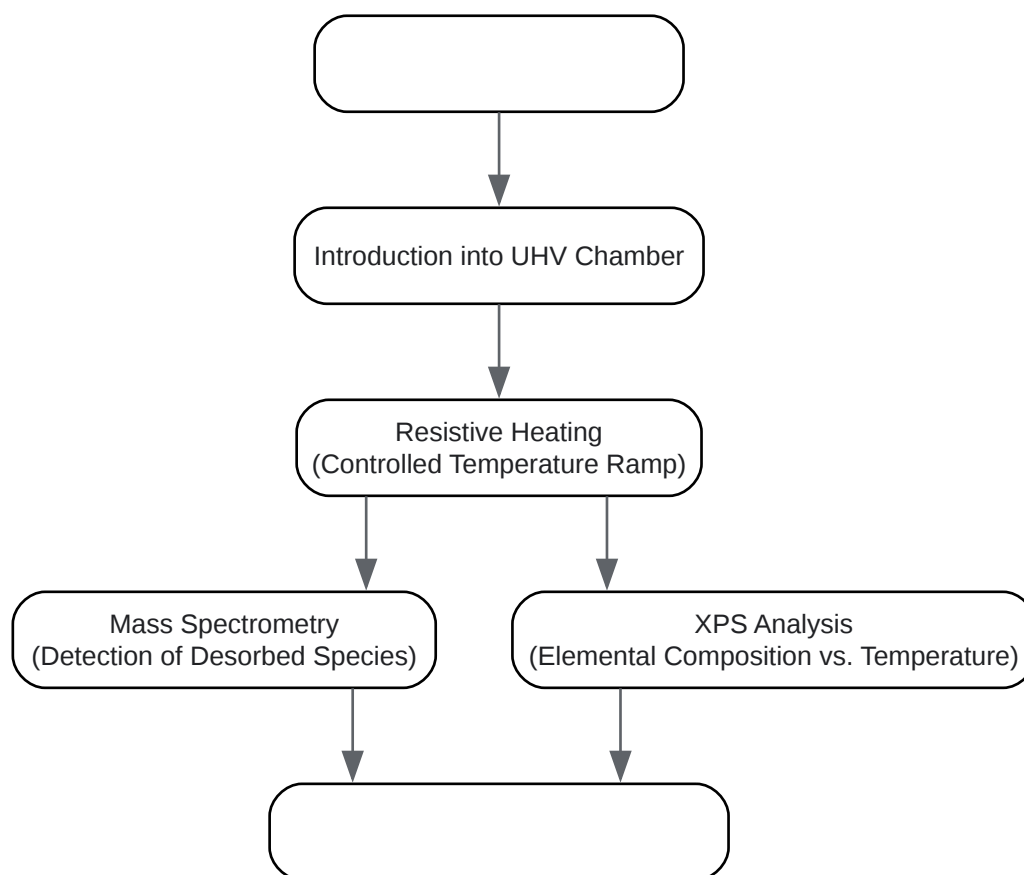 Introduction into UHV Chamber
Resistive Heating
(Controlled Temperature Ramp)
Mass Spectrometry
(Detection of Desorbed Species)
XPS Analysis
(Elemental Composition vs. Temperature)